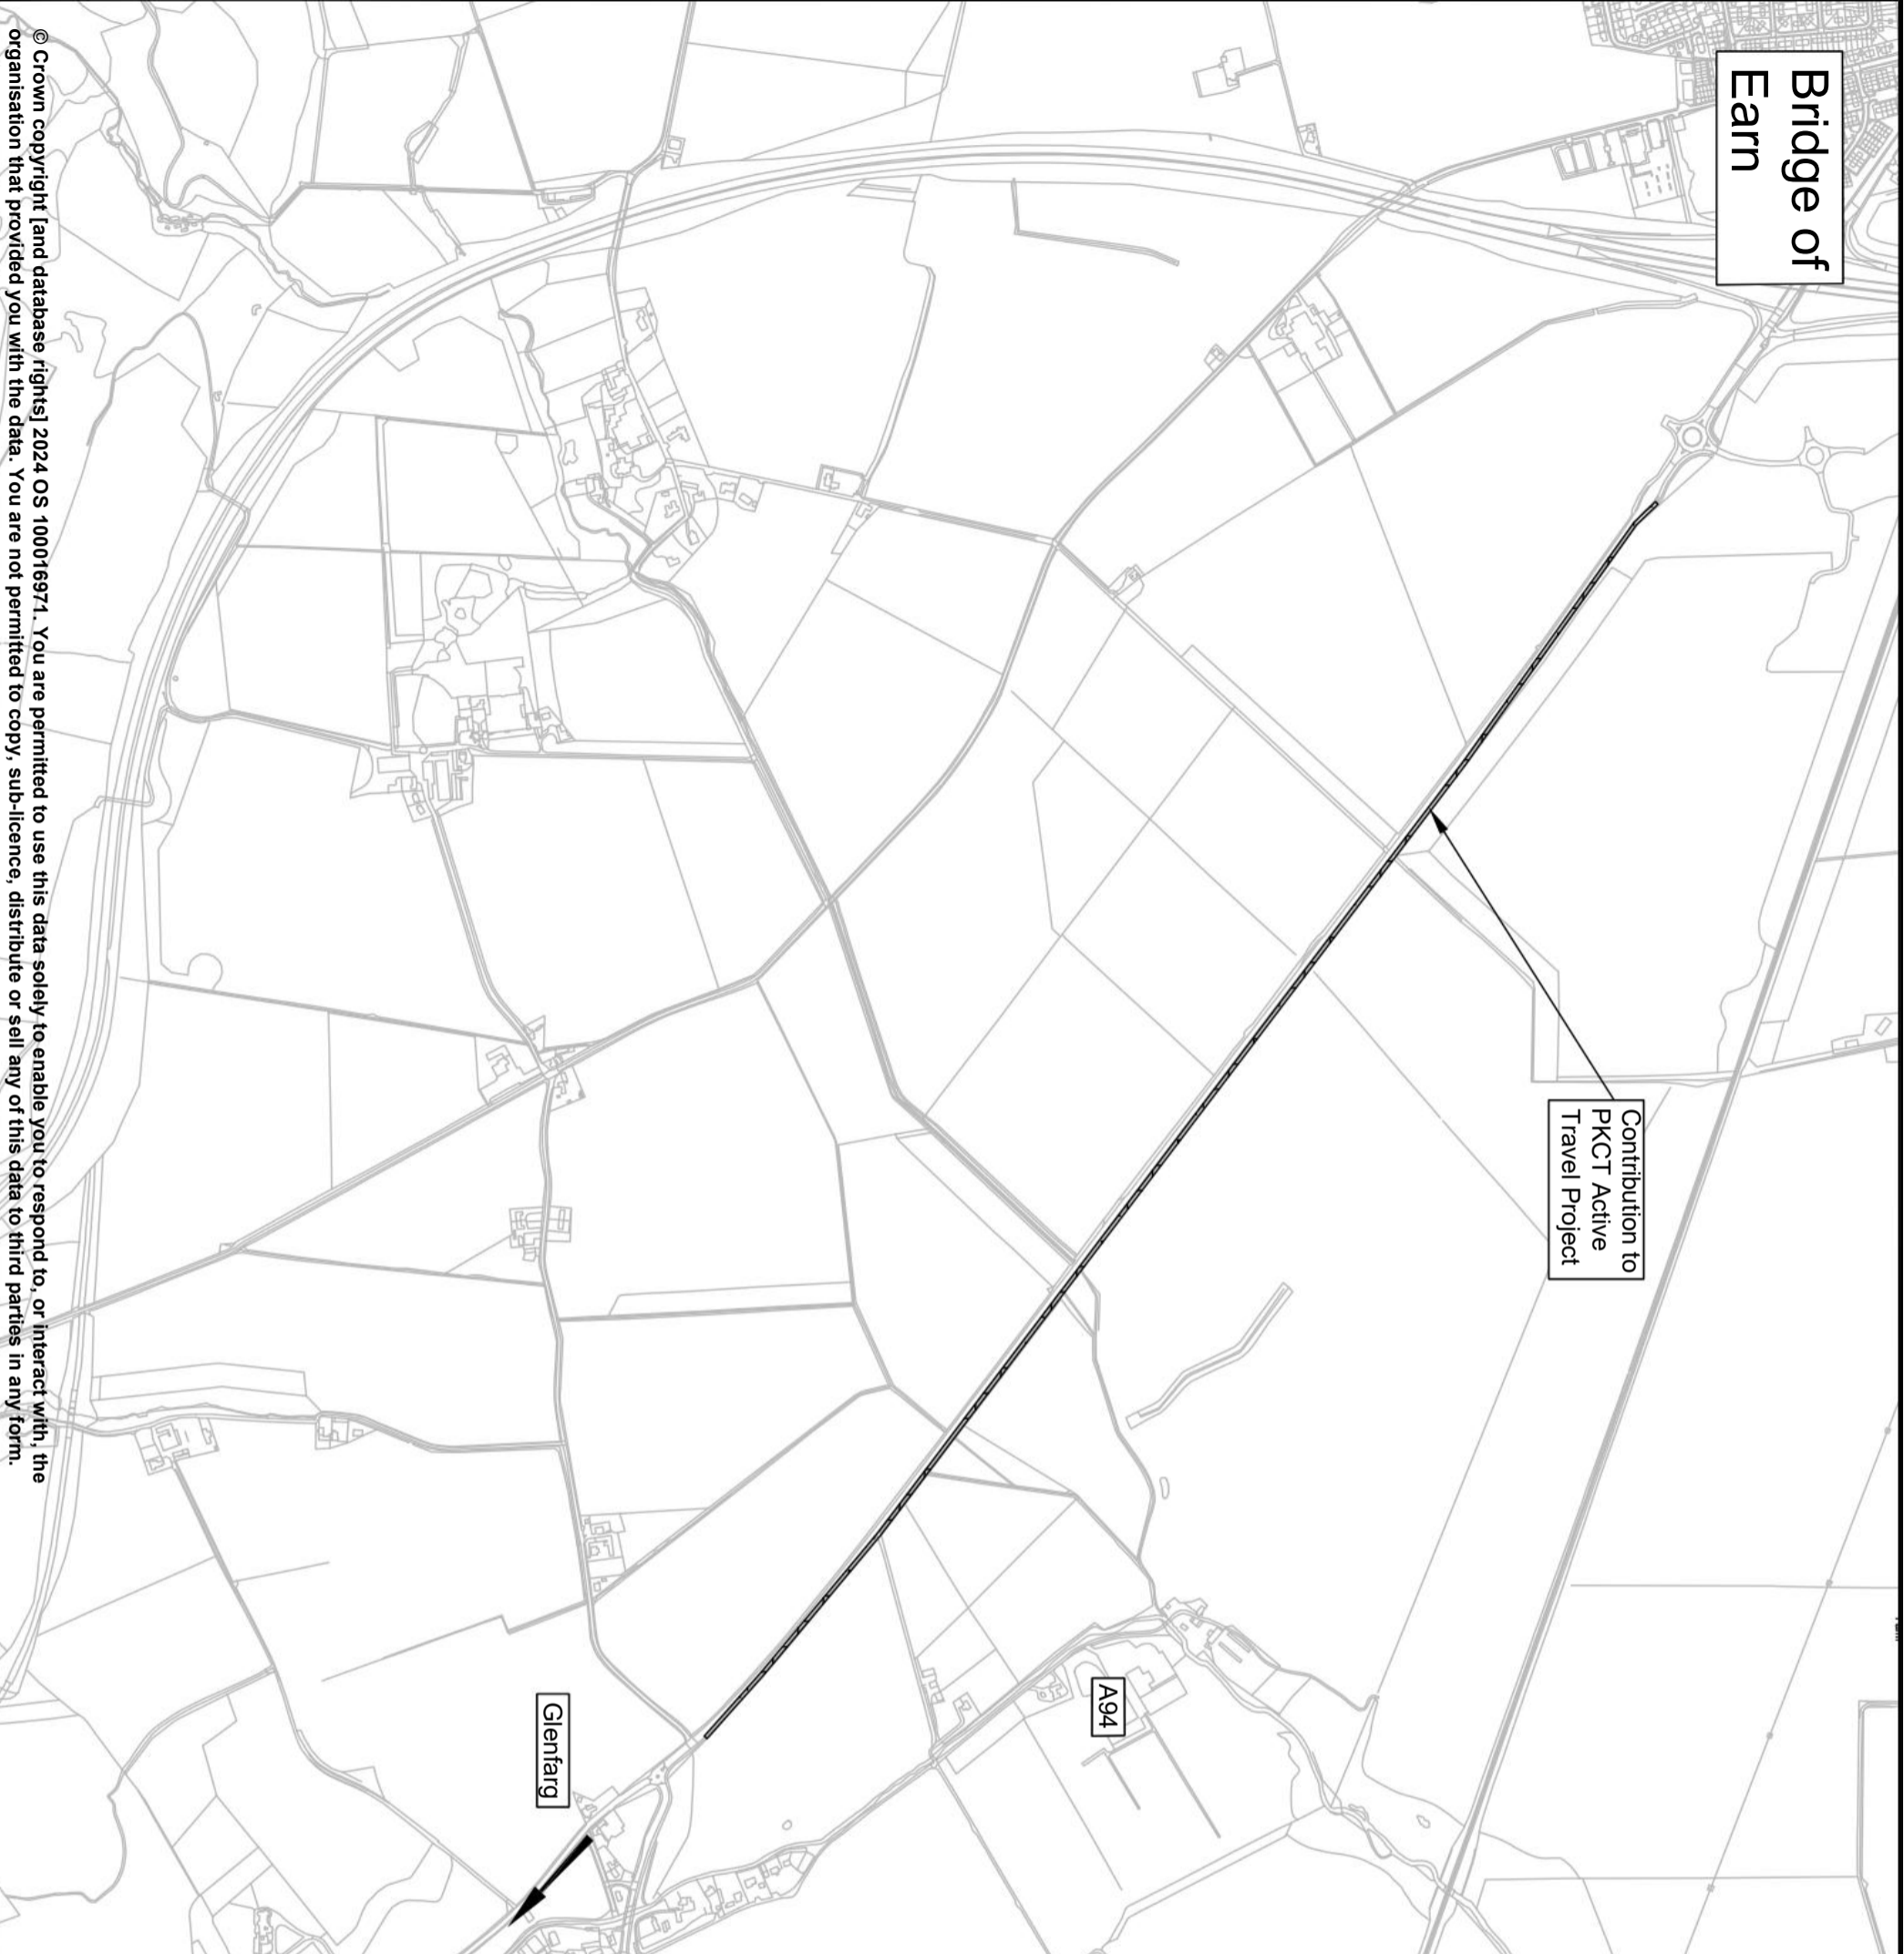 Bridge of
Earn
Contribution to
PKCT Active
Travel Project
A94
Glenfarg
© Crown copyright [and database rights] 2024 OS 100016971. You are permitted to use this data solely to enable you to respond to, or interact with, the
organisation that provided you with the data. You are not permitted to copy, sub-licence, distribute or sell any of this data to third parties in any form.